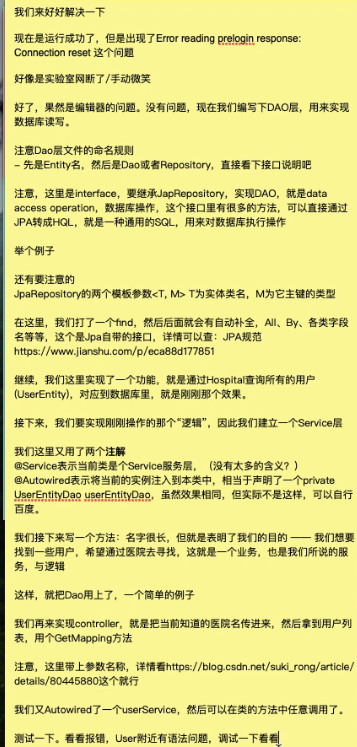 我们来好好解决一下
现在是运行成功了，但是出现了Error reading prelogin response:
Connection reset 这个问题
好像是实验室网断了/手动微笑
好了，果然是编辑器的问题。没有问题，现在我们编写下DAO层，用来实现
数据库读写。
注意Dao层文件的命名规则
– 先是Entity名，然后是Dao或者Repository，直接看下接口说明吧
注意，这里是interface，要继承JapRepository，实现DAO，就是data
access operation，数据库操作，这个接口里有很多的方法，可以直接通过
JPA转成HQL，就是一种通用的SQL，用来对数据库执行操作
举个例子
还有要注意的
JpaRepository的两个模板参数<T, M> T为实体类名，M为它主键的类型
在这里，我们打了一个find，然后后面就会有自动补全，All、By、各类字段
名等等，这个是Jpa自带的接口，详情可以查：JPA规范
https://www.jianshu.com/p/eca88d177851
继续，我们这里实现了一个功能，就是通过Hospital查询所有的用户
(UserEntity)，对应到数据库里，就是刚刚那个效果。
接下来，我们要实现刚刚操作的那个“逻辑”，因此我们建立一个Service层
我们这里又用了两个注解
@Service表示当前类是个Service服务层，（没有太多的含义？）
@Autowired表示将当前的实例注入到本类中，相当于声明了一个private
UserEntityDao userEntityDao，虽然效果相同，但实际不是这样，可以自行
百度。
我们接下来写一个方法：名字很长，但就是表明了我们的目的 —— 我们想要
找到一些用户，希望通过医院去寻找，这就是一个业务，也是我们所说的服
务，与逻辑
这样，就把Dao用上了，一个简单的例子
我们再来实现controller，就是把当前知道的医院名传进来，然后拿到用户列
表，用个GetMapping方法
注意，这里带上参数名称，详情看https://blog.csdn.net/suki_rong/article/
details/80445880这个就行
我们又Autowired了一个userService，然后可以在类的方法中任意调用了。
测试一下。看看报错，User附近有语法问题，调试一下看看